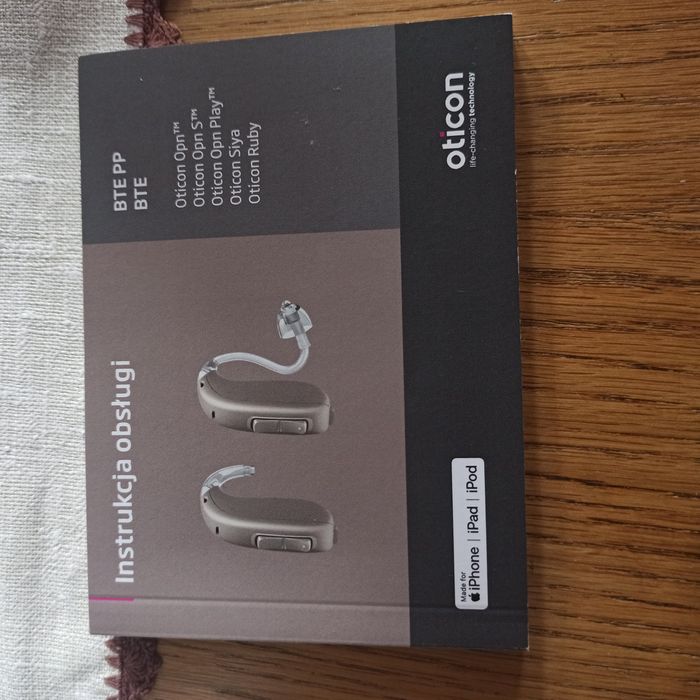 Instrukcja obsługi
BTE PP
BTE
Oticon Opn™
Oticon Opn S™
Oticon Opn Play™
Oticon Siya
Oticon Ruby
Made for
iPhone | iPad | iPod
oticon
life-changing technology